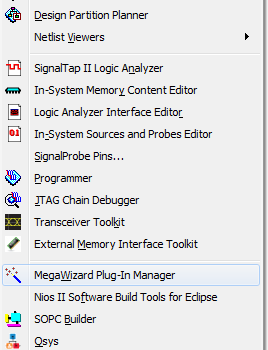 Design Partition Planner
Netlist Viewers
SignalTap II Logic Analyzer
In-System Memory Content Editor
Logic Analyzer Interface Editor
In-System Sources and Probes Editor
SignalProbe Pins...
Programmer
JTAG Chain Debugger
Transceiver Toolkit
External Memory Interface Toolkit
MegaWizard Plug-In Manager
Nios II Software Build Tools for Eclipse
SOPC Builder
Qsys